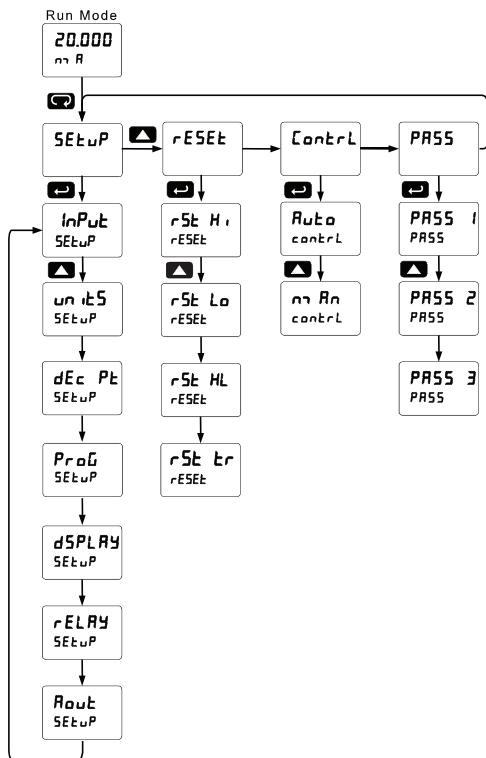 Run Mode
20.000
mA
SEtuP
rESEt
ContrL
PASS
InPut
SEtuP
rSt Hi
rESEt
Auto
contrL
PASS 1
PASS
unitS
SEtuP
rSt Lo
rESEt
mAn
contrL
PASS 2
PASS
dEc Pt
SEtuP
rSt HL
rESEt
PASS 3
PASS
ProG
SEtuP
rSt tr
rESEt
dSPLAY
SEtuP
rELAY
SEtuP
Aout
SEtuP